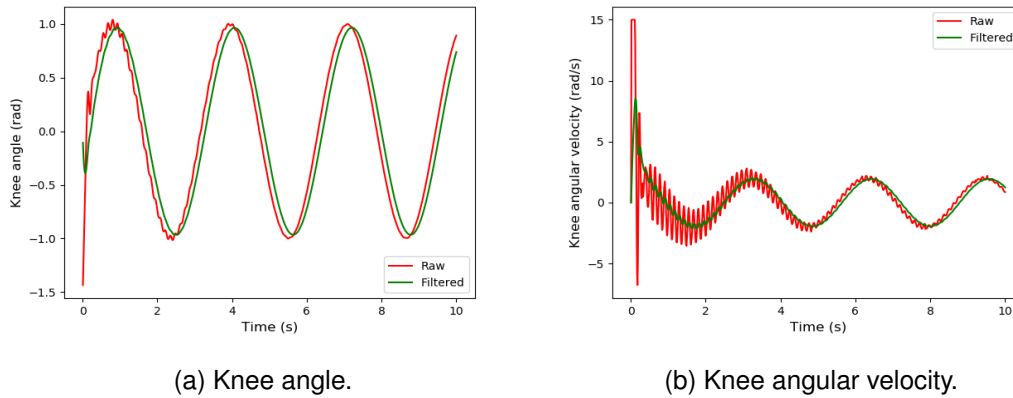 1.0
0.5
0.0
−0.5
−1.0
−1.5
Knee angle (rad)
0 2 4 6 8 10
Time (s)
Raw
Filtered
15
10
5
0
−5
Knee angular velocity (rad/s)
0 2 4 6 8 10
Time (s)
Raw
Filtered
(a) Knee angle.
(b) Knee angular velocity.